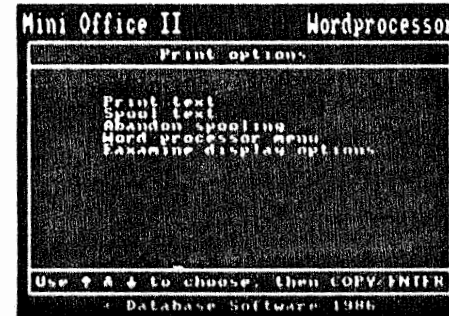 Mini Office II Wordprocessor
Print options
Print text
Spool text
Abandon spooling
Word processor menu
Exaxamine display options
Use ↑ & ↓ to choose, then COPY/ENTER
Database Software 1986